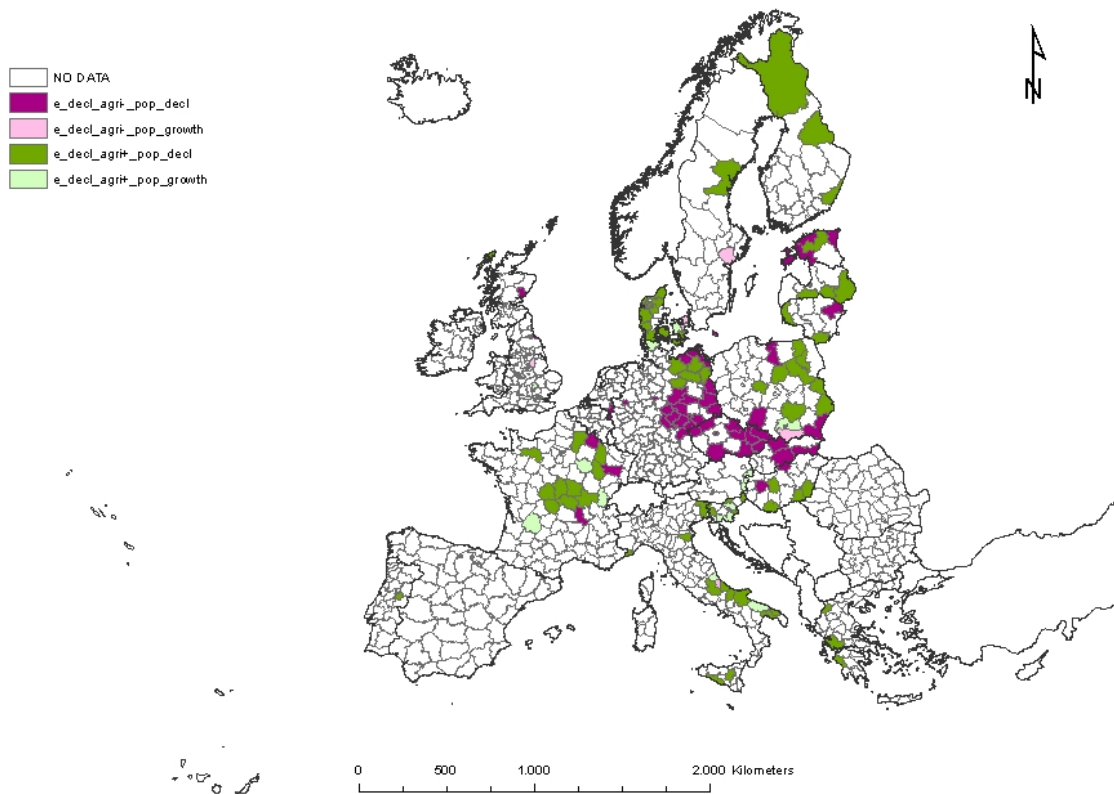 N
NO DATA
e_decl_agri-_pop_decl
e_decl_agri-_pop_growth
e_decl_agri+_pop_decl
e_decl_agri+_pop_growth
0 500 1.000 2.000 Kilometers